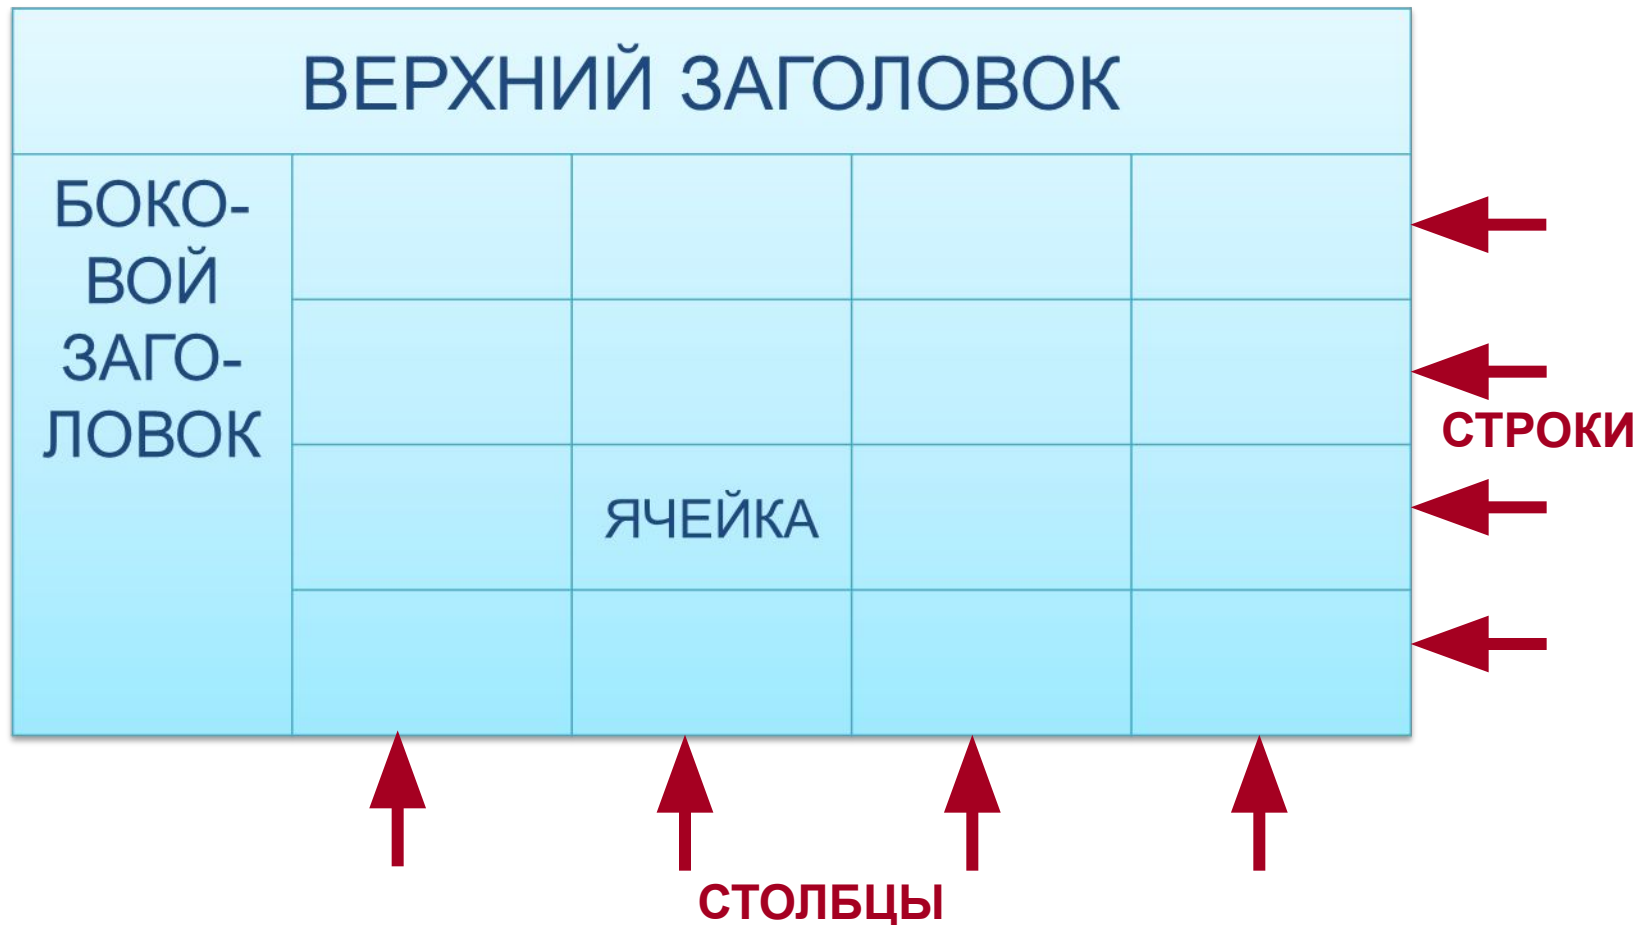 ВЕРХНИЙ ЗАГОЛОВОК
БОКО-
ВОЙ
ЗАГО-
ЛОВОК
СТРОКИ
ЯЧЕЙКА
СТОЛБЦЫ